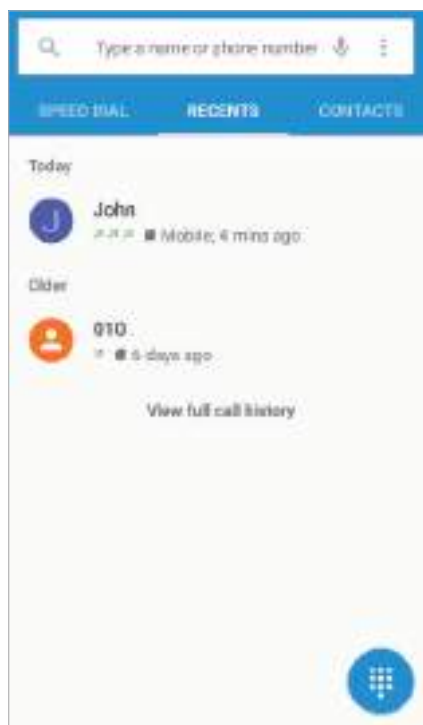 Type a name or phone number
SPEED DIAL RECENTS CONTACTS
Today
J John
Mobile, 4 mins ago
Older
010
6 days ago
View full call history